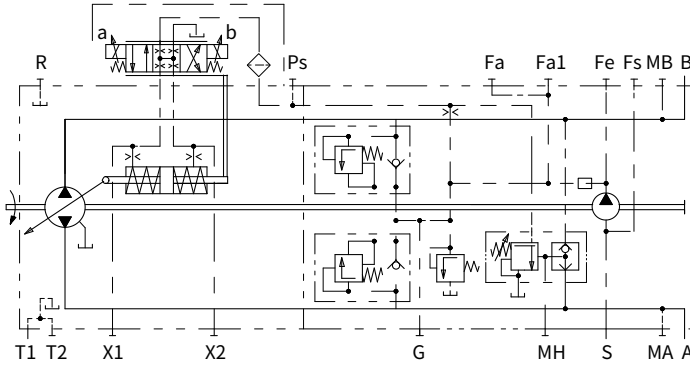 a b
R Ps Fa Fa1 Fe Fs MB B
T1 T2 X1 X2 G MH S MA A